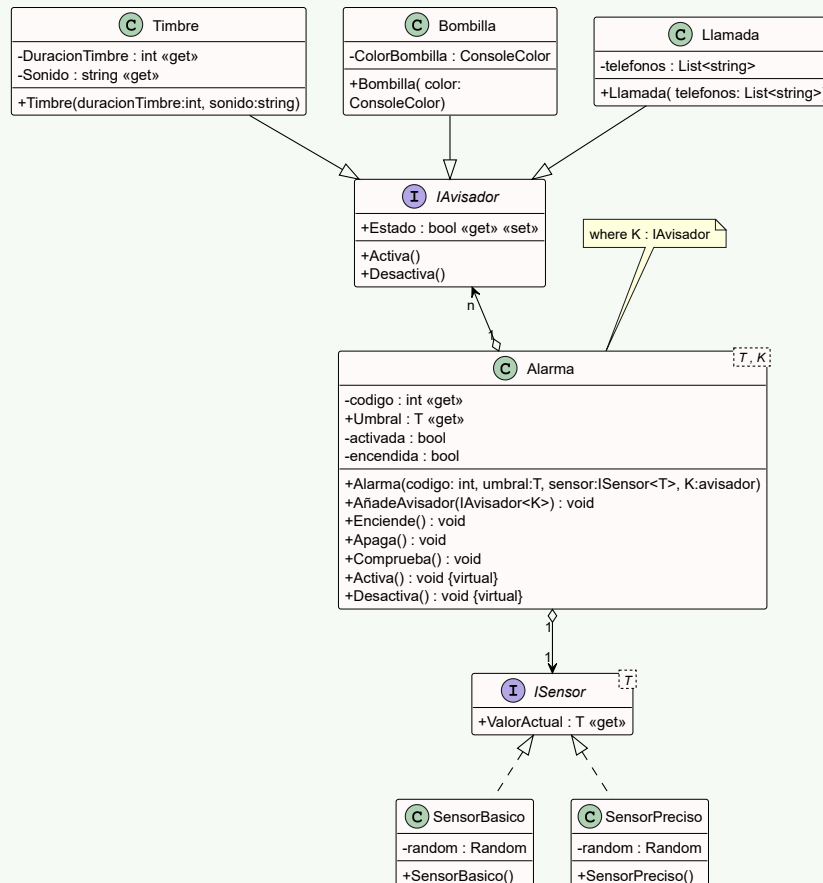 C Timbre
-DuracionTimbre : int «get»
-Sonido : string «get»
+Timbre(duracionTimbre:int, sonido:string)
C Bombilla
-ColorBombilla : ConsoleColor
+Bombilla( color:
ConsoleColor)
C Llamada
-telefonos : List<string>
+Llamada( telefonos: List<string>)
I IAvisador
+Estado : bool «get» «set»
+Activa()
+Desactiva()
where K : IAvisador
n
1
C Alarma
T , K
-codigo : int «get»
+Umbral : T «get»
-activada : bool
-encendida : bool
+Alarma(codigo: int, umbral:T, sensor:ISensor<T>, K:avisador)
+AñadeAvisador(IAvisador<K>) : void
+Enciende() : void
+Apaga() : void
+Comprueba() : void
+Activa() : void {virtual}
+Desactiva() : void {virtual}
1
1
I ISensor
T
+ValorActual : T «get»
C SensorBasico
-random : Random
+SensorBasico()
C SensorPreciso
-random : Random
+SensorPreciso()